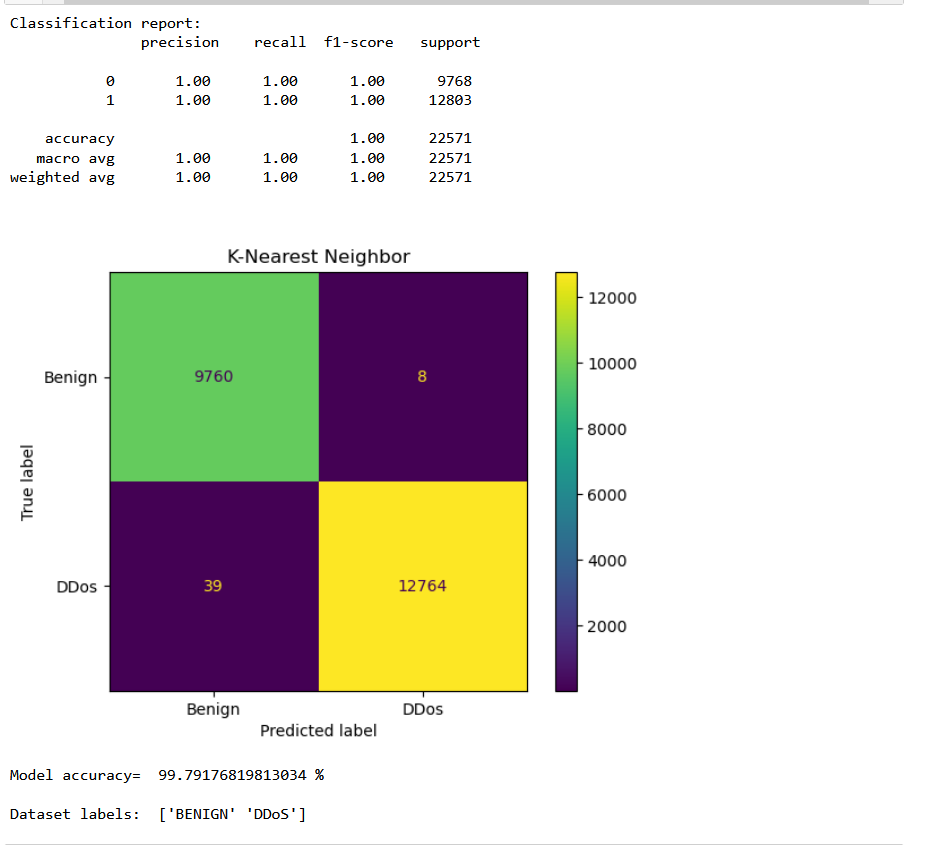 Classification report:
precision recall f1-score support
0 1.00 1.00 1.00 9768
1 1.00 1.00 1.00 12803
accuracy 1.00 22571
macro avg 1.00 1.00 1.00 22571
weighted avg 1.00 1.00 1.00 22571
K-Nearest Neighbor
12000
10000
8000
6000
4000
2000
True label
Benign
9760 8
DDos
39 12764
Benign DDos
Predicted label
Model accuracy= 99.79176819813034 %
Dataset labels: ['BENIGN' 'DDoS']